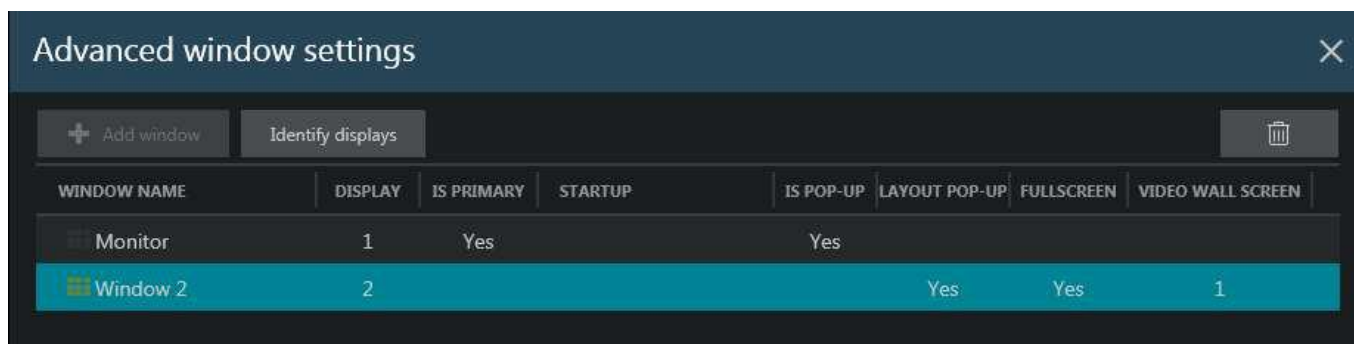 Advanced window settings
Add window Identify displays
WINDOW NAME DISPLAY IS PRIMARY STARTUP IS POP-UP LAYOUT POP-UP FULLSCREEN VIDEO WALL SCREEN
Monitor 1 Yes Yes
Window 2 2 Yes Yes 1